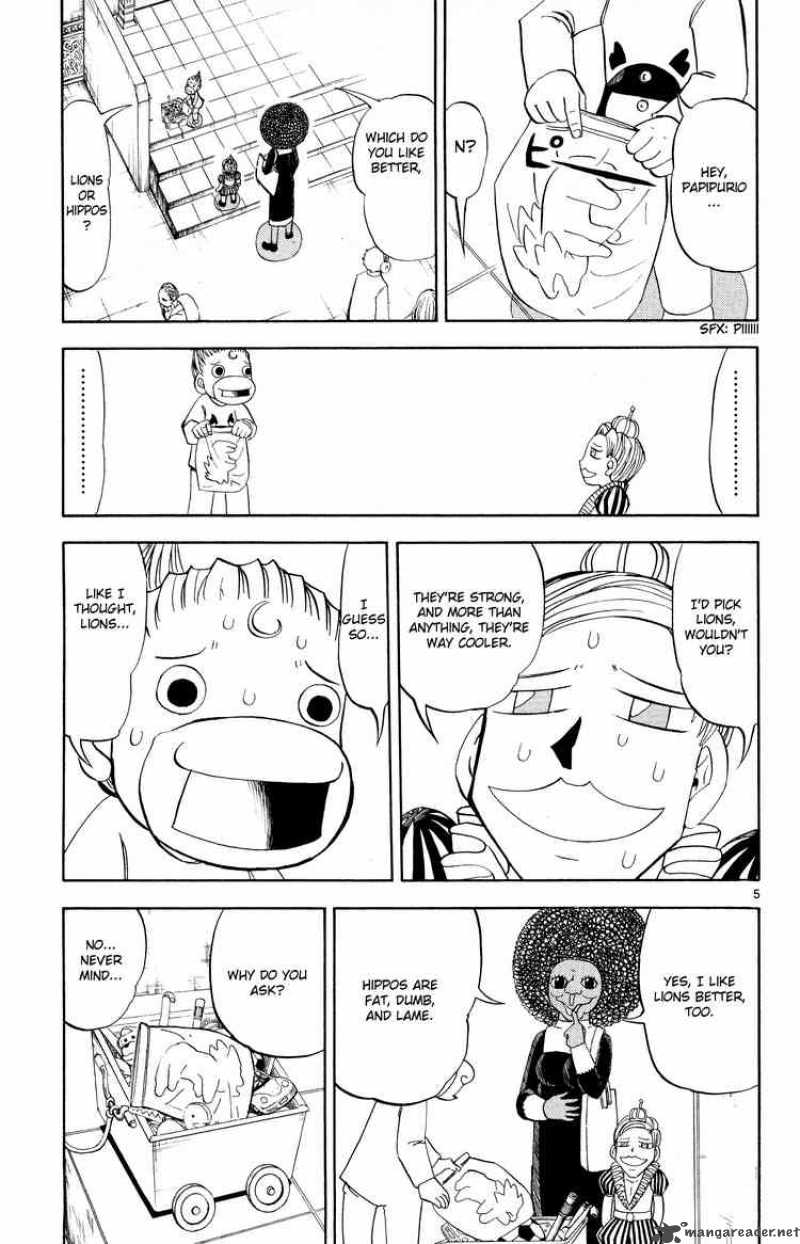 HEY,
PAPIPURIO
...
N?
SFX: PIIIIII
WHICH DO
YOU LIKE
BETTER,
LIONS
OR
HIPPOS
?
.........
.........
I'D PICK
LIONS,
WOULDN'T
YOU?
THEY'RE STRONG,
AND MORE THAN
ANYTHING, THEY'RE
WAY COOLER.
I
GUESS
SO...
LIKE I
THOUGHT,
LIONS...
5
YES, I LIKE
LIONS BETTER,
TOO.
HIPPOS ARE
FAT, DUMB,
AND LAME.
WHY DO YOU
ASK?
NO...
NEVER
MIND...
mangareader.net